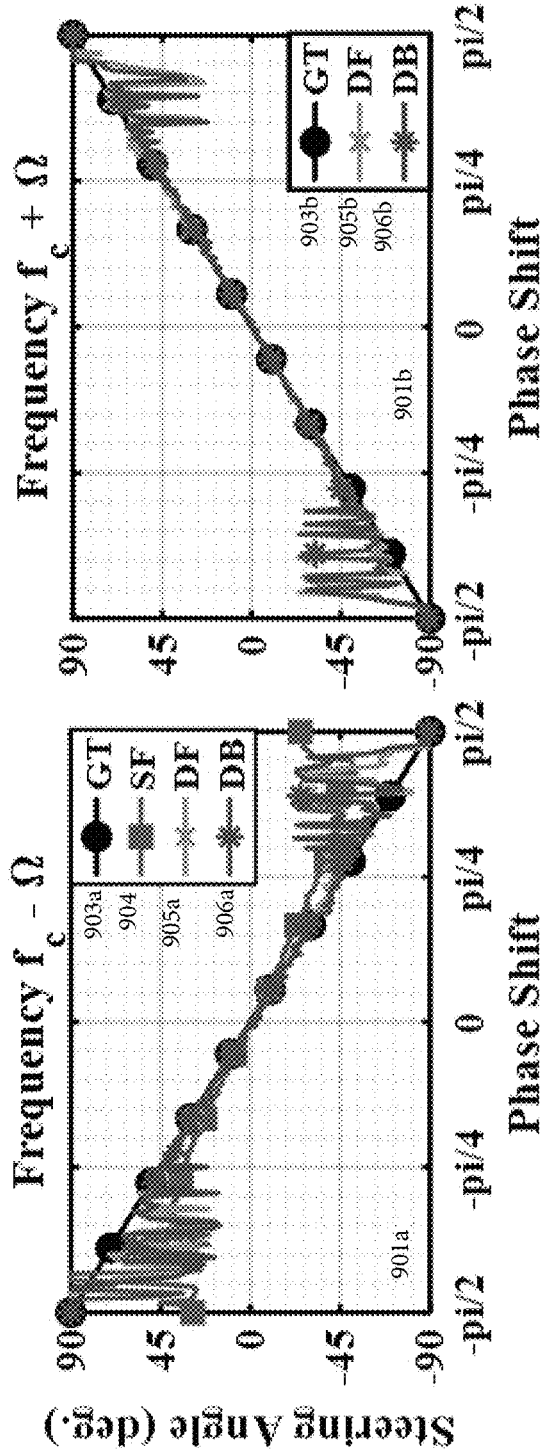 Frequency f_c - Ω
Steering Angle (deg.)
90
45
0
-45
-90
-pi/2
-pi/4
0
pi/4
pi/2
Phase Shift
903a
904
905a
906a
GT
SF
DF
DB
901a
Frequency f_c + Ω
90
45
0
-45
-90
-pi/2
-pi/4
0
pi/4
pi/2
Phase Shift
903b
905b
906b
GT
DF
DB
901b